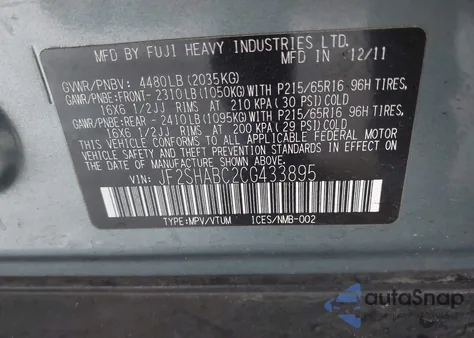 MFD BY FUJI HEAVY INDUSTRIES LTD.
12/11
GVWR/PNBV: 4480LB(2035KG)
GAWR/PNBE:FRONT-2310LB(1050KG)WITH P215/65R16 96H TIRES,
16X6 1/2JJ RIMS AT 210 KPA(30 PSI)COLD
GAWR/PNBE:REAR -2410LB(1095KG)WITH P215/65R16 96H TIRES,
16X6 1/2JJ RIMS AT 200 KPA(29 PSI)COLD
THIS VEHICLE CONFORMS TO ALL APPLICABLE FEDERAL MOTOR
VEHICLE SAFETY AND THEFT PREVENTION STANDARDS IN EFFECT ON
THE DATE OF MANUFACTURE SHOWN ABOVE.
VIN: JF2SHABC2CG433895
TYPE:MPV/VTUM ICES/NMB-002
autoSnap